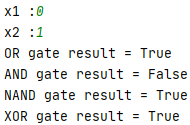 x1 :0
x2 :1
OR gate result = True
AND gate result = False
NAND gate result = True
XOR gate result = True